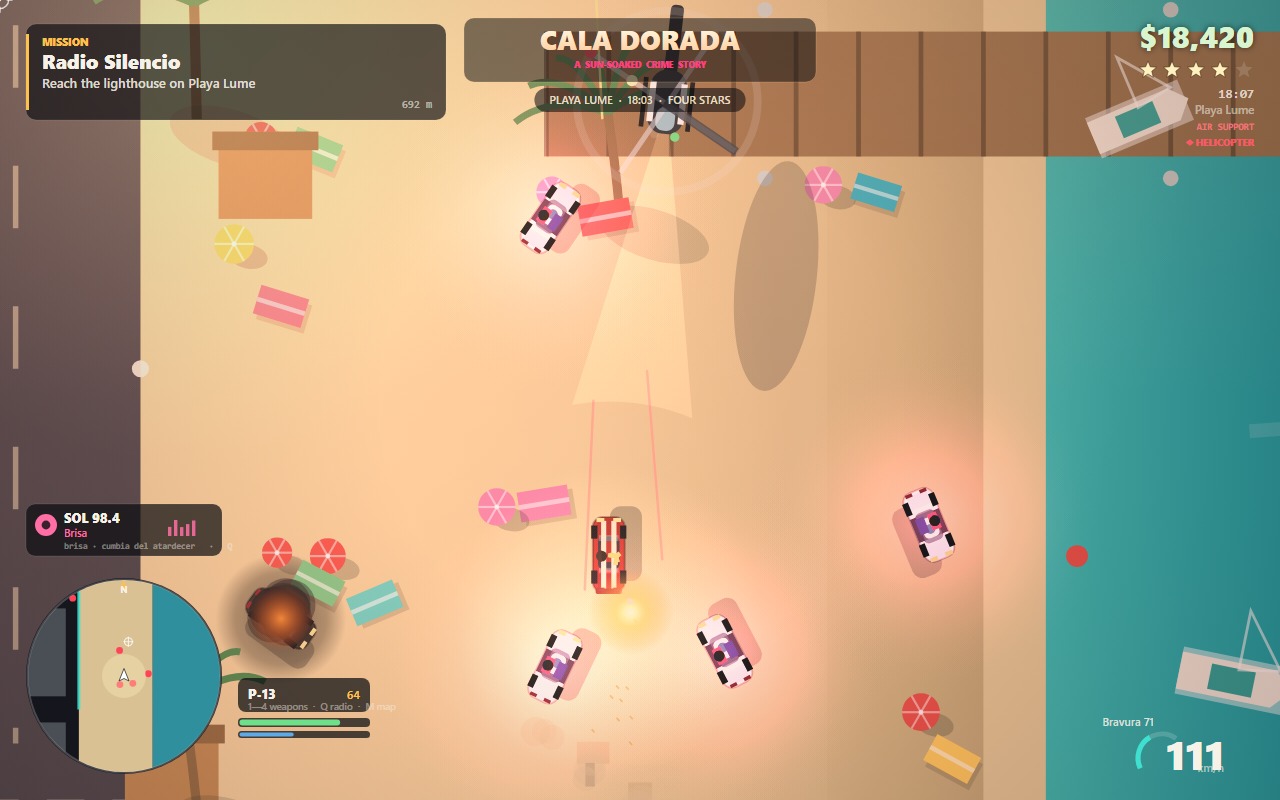 MISSION
Radio Silencio
Reach the lighthouse on Playa Lume
692 m
CALA DORADA
A SUN-SOAKED CRIME STORY
PLAYA LUME · 18:03 · FOUR STARS
$18,420
18:07
Playa Lume
AIR SUPPORT
HELICOPTER
SOL 98.4
Brisa
brisa · cumbia del atardecer · Q
N
P-13
64
1—4 weapons · Q radio · M map
Bravura 71
111
km/h